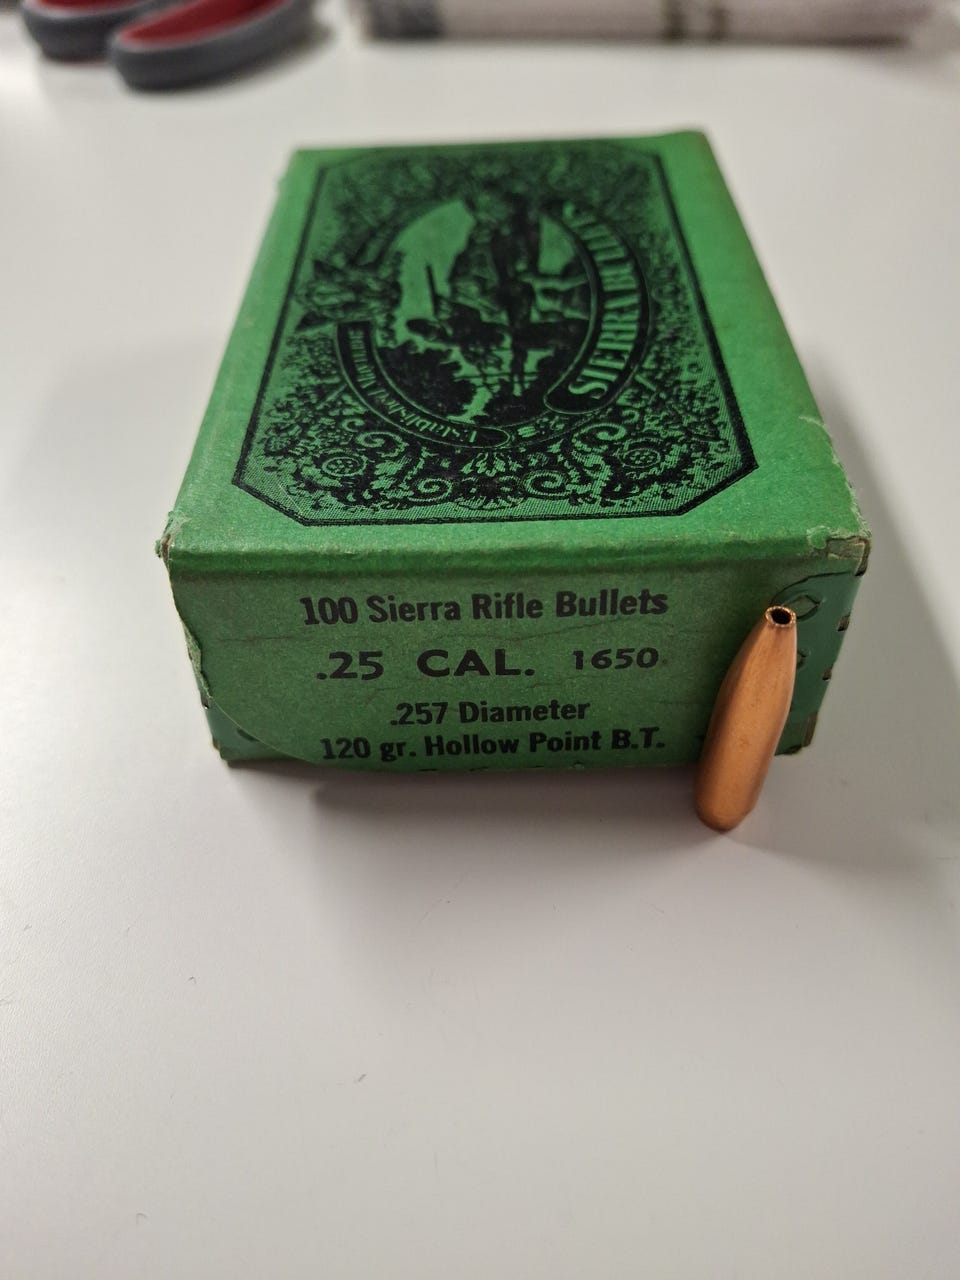 SIERRA BULLETS
100 Sierra Rifle Bullets
.25 CAL. 1650
.257 Diameter
120 gr. Hollow Point B.T.